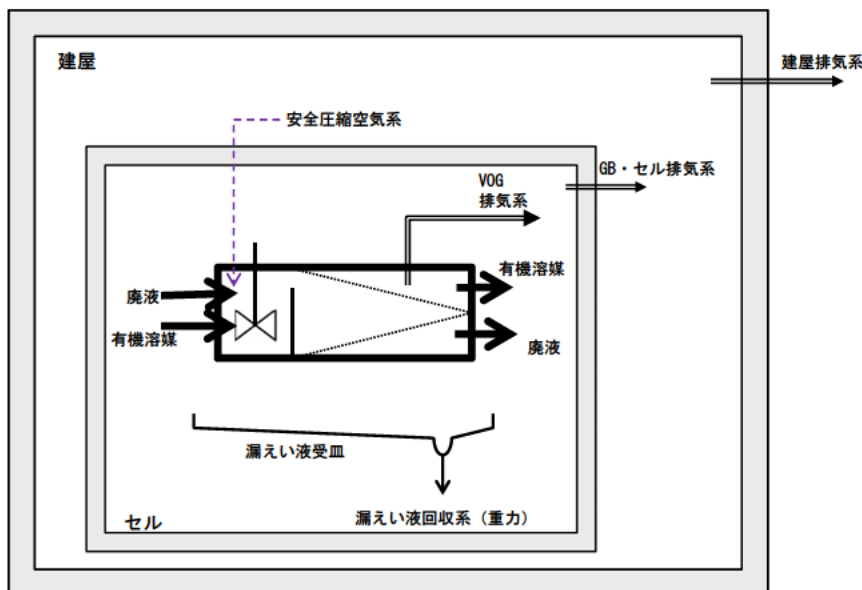 建屋
建屋排気系
安全圧縮空気系
GB・セル排気系
VOG
排気系
有機溶媒
廃液
有機溶媒
廃液
漏えい液受皿
漏えい液回収系（重力）
セル